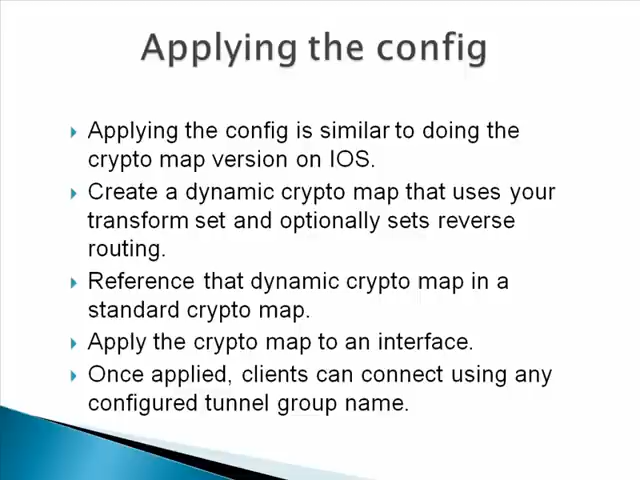 Applying the config
Applying the config is similar to doing the
crypto map version on IOS.
Create a dynamic crypto map that uses your
transform set and optionally sets reverse
routing.
Reference that dynamic crypto map in a
standard crypto map.
Apply the crypto map to an interface.
Once applied, clients can connect using any
configured tunnel group name.